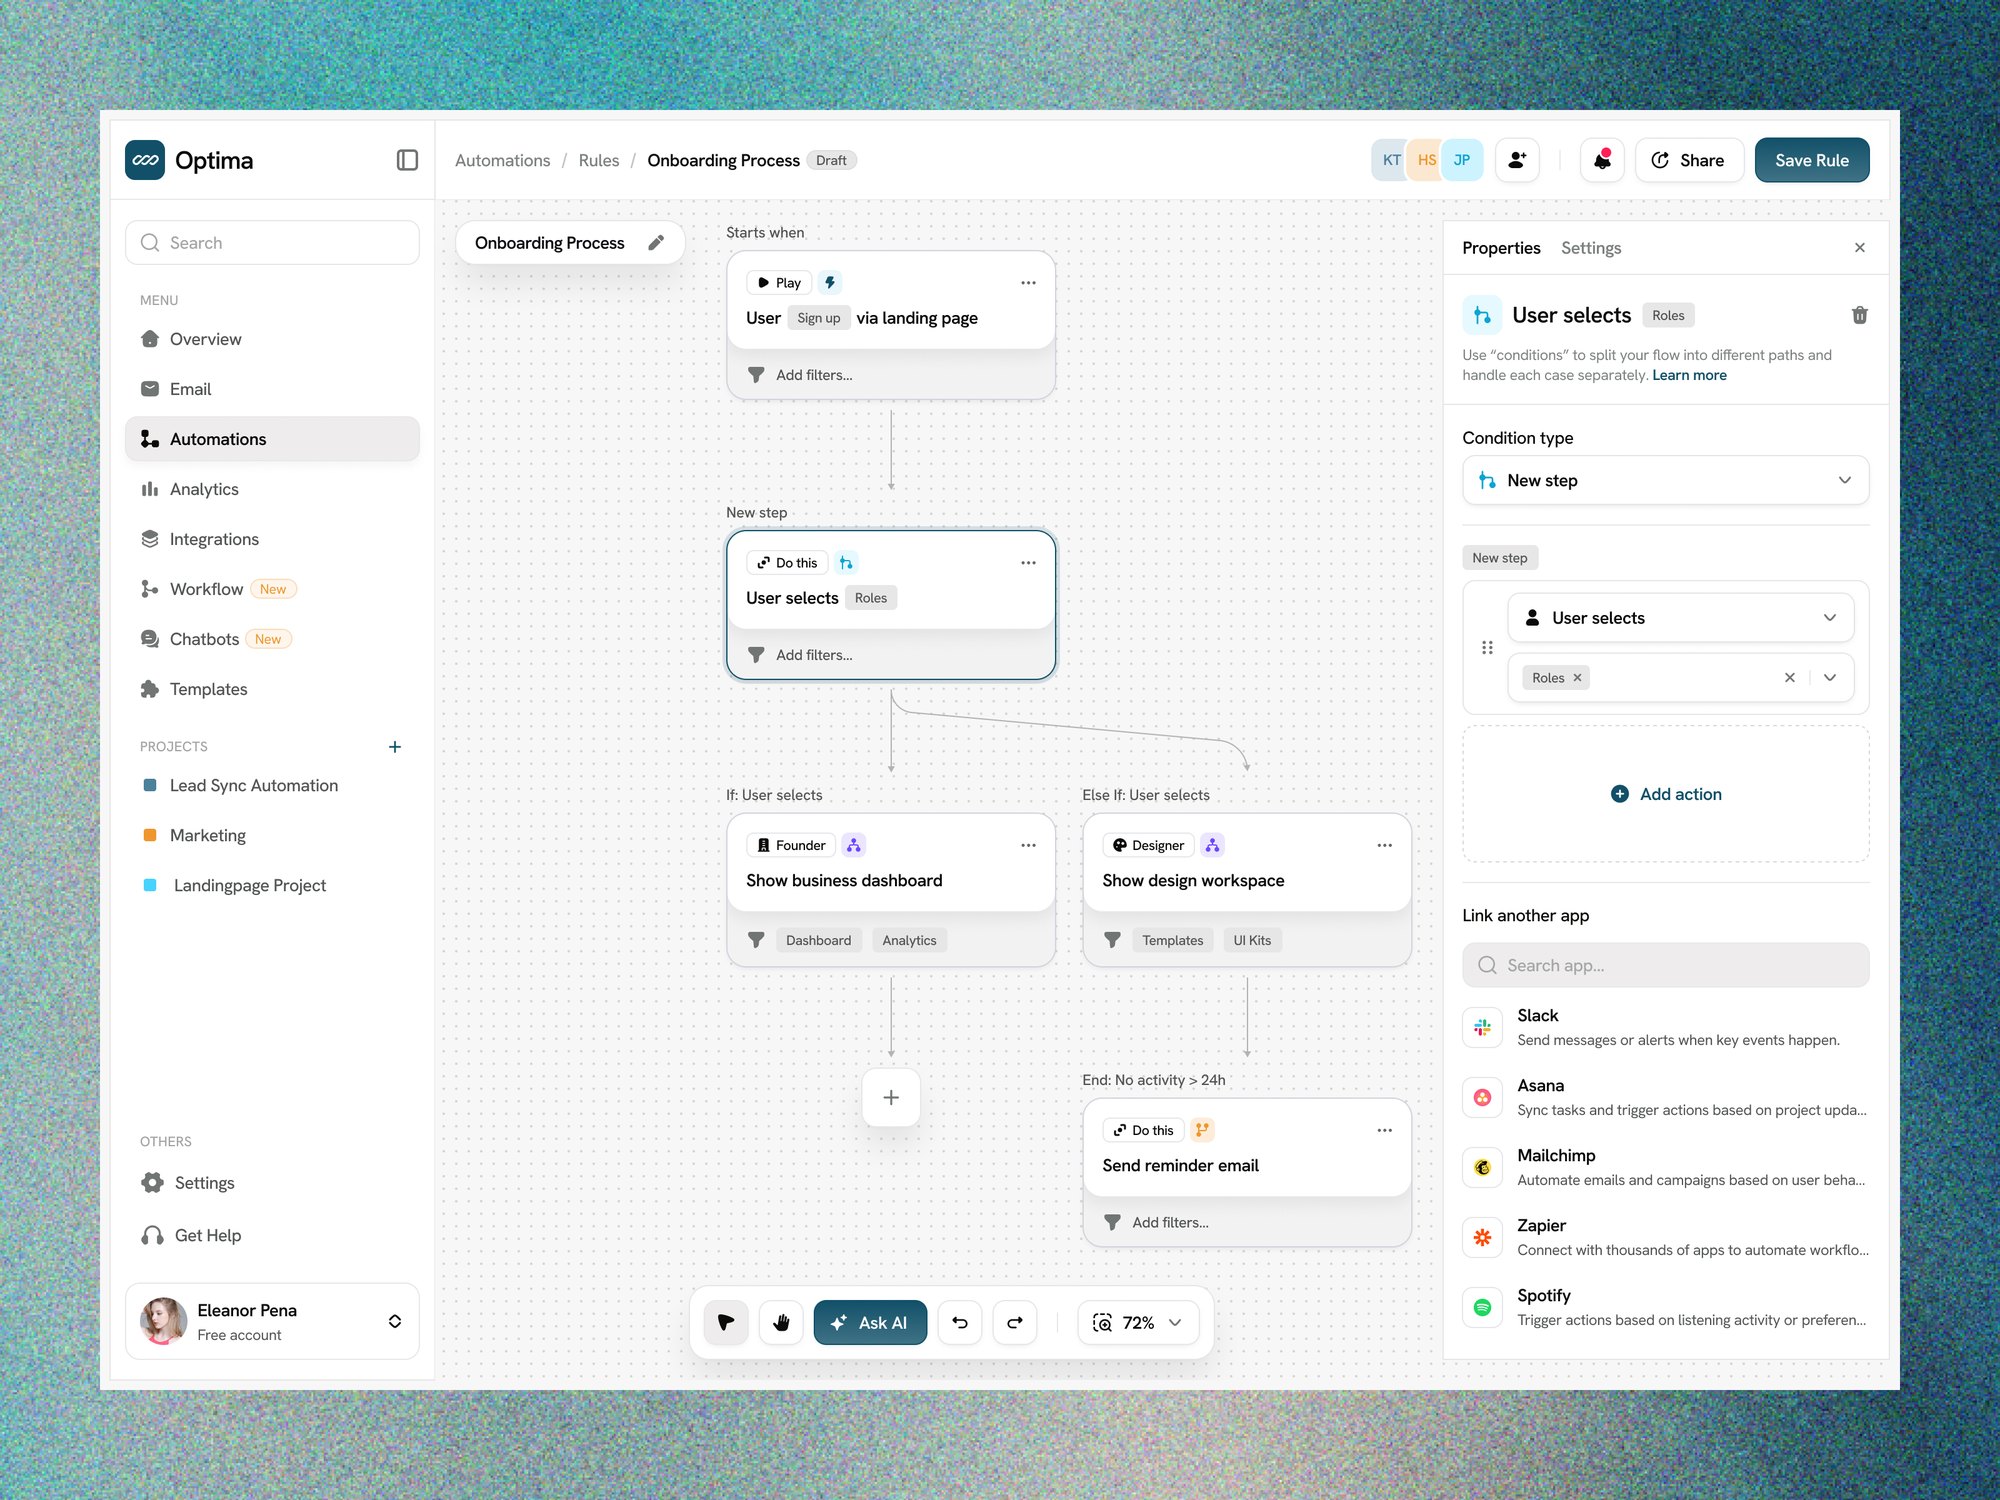 Optima
Search
MENU
Overview
Email
Automations
Analytics
Integrations
Workflow New
Chatbots New
Templates
PROJECTS
Lead Sync Automation
Marketing
Landingpage Project
OTHERS
Settings
Get Help
Eleanor Pena
Free account
Automations / Rules / Onboarding Process Draft
KT HS JP
Share
Save Rule
Onboarding Process
Starts when
Play
User Sign up via landing page
Add filters...
New step
Do this
User selects Roles
Add filters...
If: User selects
Founder
Show business dashboard
Dashboard Analytics
Else If: User selects
Designer
Show design workspace
Templates UI Kits
End: No activity > 24h
Do this
Send reminder email
Add filters...
Ask AI
72%
Properties Settings
User selects Roles
Use “conditions” to split your flow into different paths and
handle each case separately. Learn more
Condition type
New step
New step
User selects
Roles
Add action
Link another app
Search app...
Slack
Send messages or alerts when key events happen.
Asana
Sync tasks and trigger actions based on project upda...
Mailchimp
Automate emails and campaigns based on user beha...
Zapier
Connect with thousands of apps to automate workflo...
Spotify
Trigger actions based on listening activity or preferen...